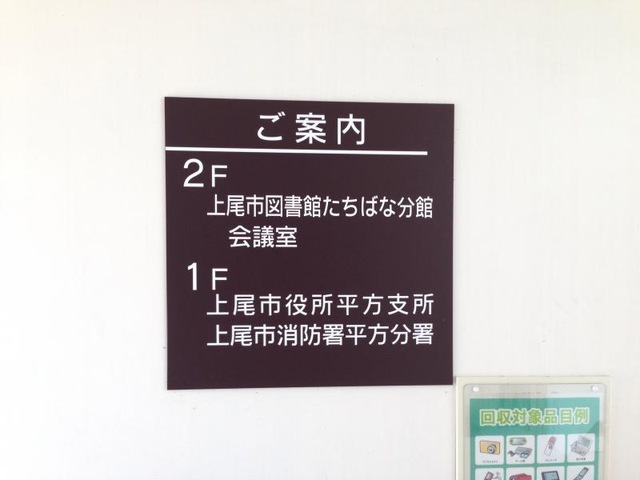 ご案内
2F
上尾市図書館たちばな分館
会議室
1F
上尾市役所平方支所
上尾市消防署平方分署
回収対象品目例